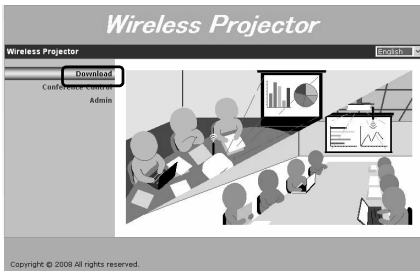 Wireless Projector
Wireless Projector
English
Download
Conference Control
Admin
Copyright © 2008 All rights reserved.